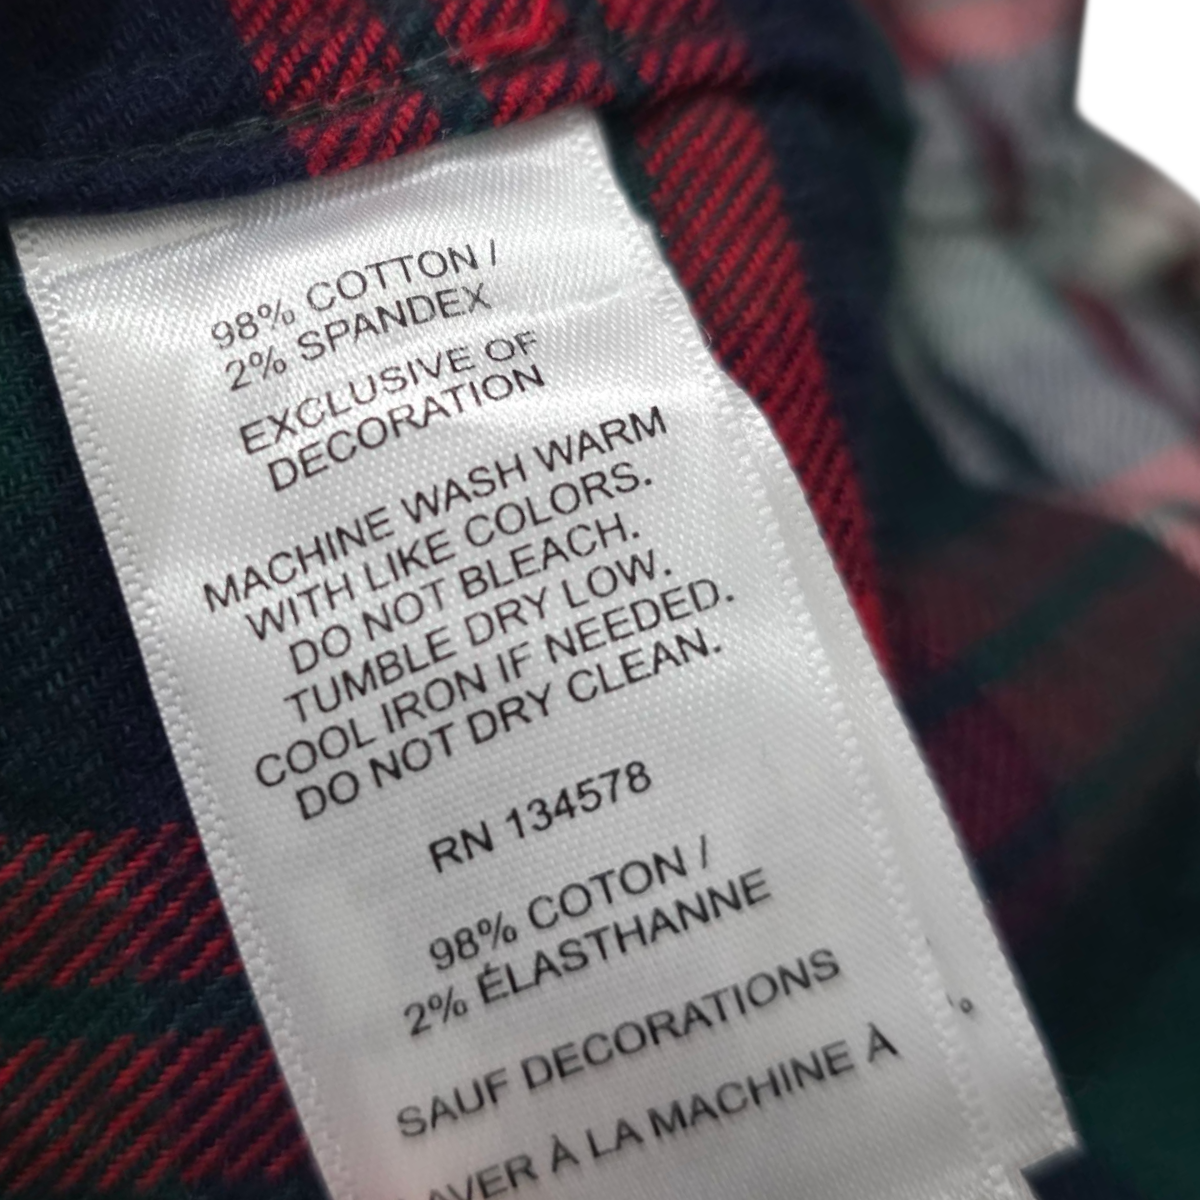 98% COTTON /
2% SPANDEX
EXCLUSIVE OF
DECORATION
MACHINE WASH WARM
WITH LIKE COLORS.
DO NOT BLEACH.
TUMBLE DRY LOW.
COOL IRON IF NEEDED.
DO NOT DRY CLEAN.
RN 134578
98% COTON /
2% ÉLASTHANNE
SAUF DECORATIONS
AVER À LA MACHINE À